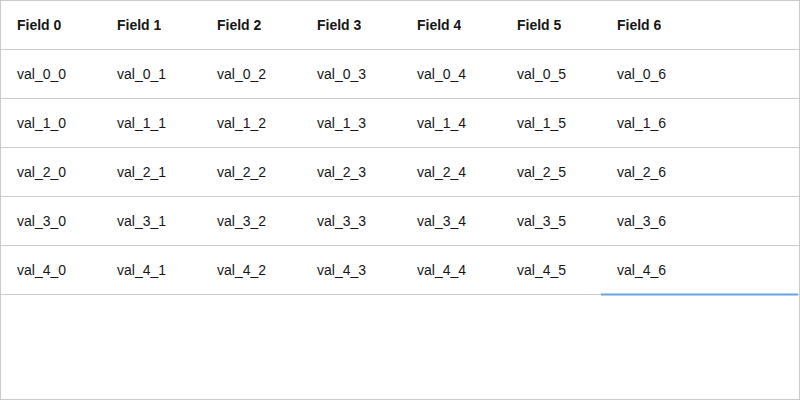 Field 0 Field 1 Field 2 Field 3 Field 4 Field 5 Field 6
val_0_0 val_0_1 val_0_2 val_0_3 val_0_4 val_0_5 val_0_6
val_1_0 val_1_1 val_1_2 val_1_3 val_1_4 val_1_5 val_1_6
val_2_0 val_2_1 val_2_2 val_2_3 val_2_4 val_2_5 val_2_6
val_3_0 val_3_1 val_3_2 val_3_3 val_3_4 val_3_5 val_3_6
val_4_0 val_4_1 val_4_2 val_4_3 val_4_4 val_4_5 val_4_6